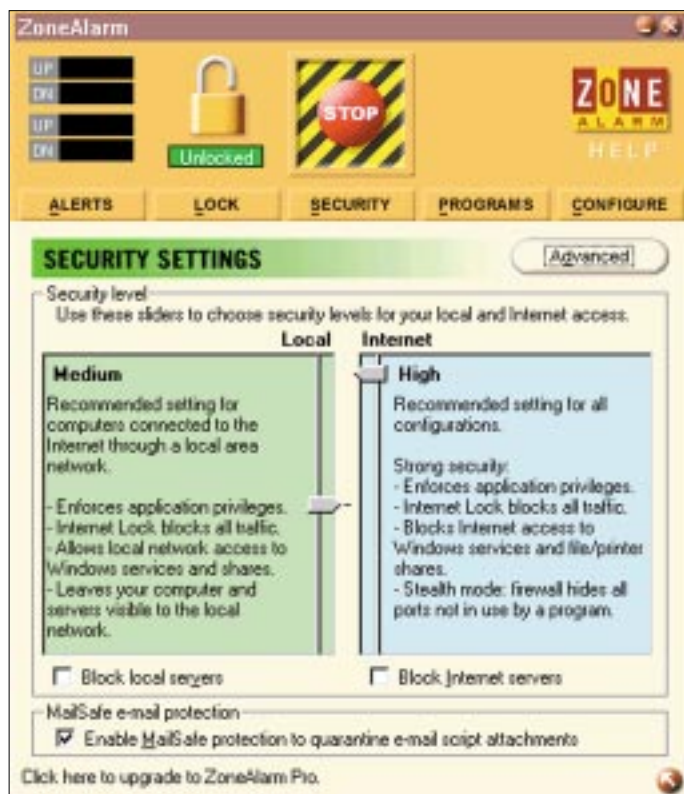 ZoneAlarm
UP
DN
UP
DN
Unlocked
STOP
ZONE
ALARM
HELP
ALERTS
LOCK
SECURITY
PROGRAMS
CONFIGURE
SECURITY SETTINGS
Advanced
Security level
Use these sliders to choose security levels for your local and Internet access.
Local
Internet
Medium
Recommended setting for
computers connected to the
Internet through a local area
network.
- Enforces application privileges.
- Internet Lock blocks all traffic.
- Allows local network access to
Windows services and shares.
- Leaves your computer and
servers visible to the local
network.
High
Recommended setting for all
configurations.
Strong security:
- Enforces application privileges.
- Internet Lock blocks all traffic.
- Blocks Internet access to
Windows services and file/printer
shares.
- Stealth mode: firewall hides all
ports not in use by a program.
Block local servers
Block Internet servers
MailSafe e-mail protection
Enable MailSafe protection to quarantine e-mail script attachments
Click here to upgrade to ZoneAlarm Pro.